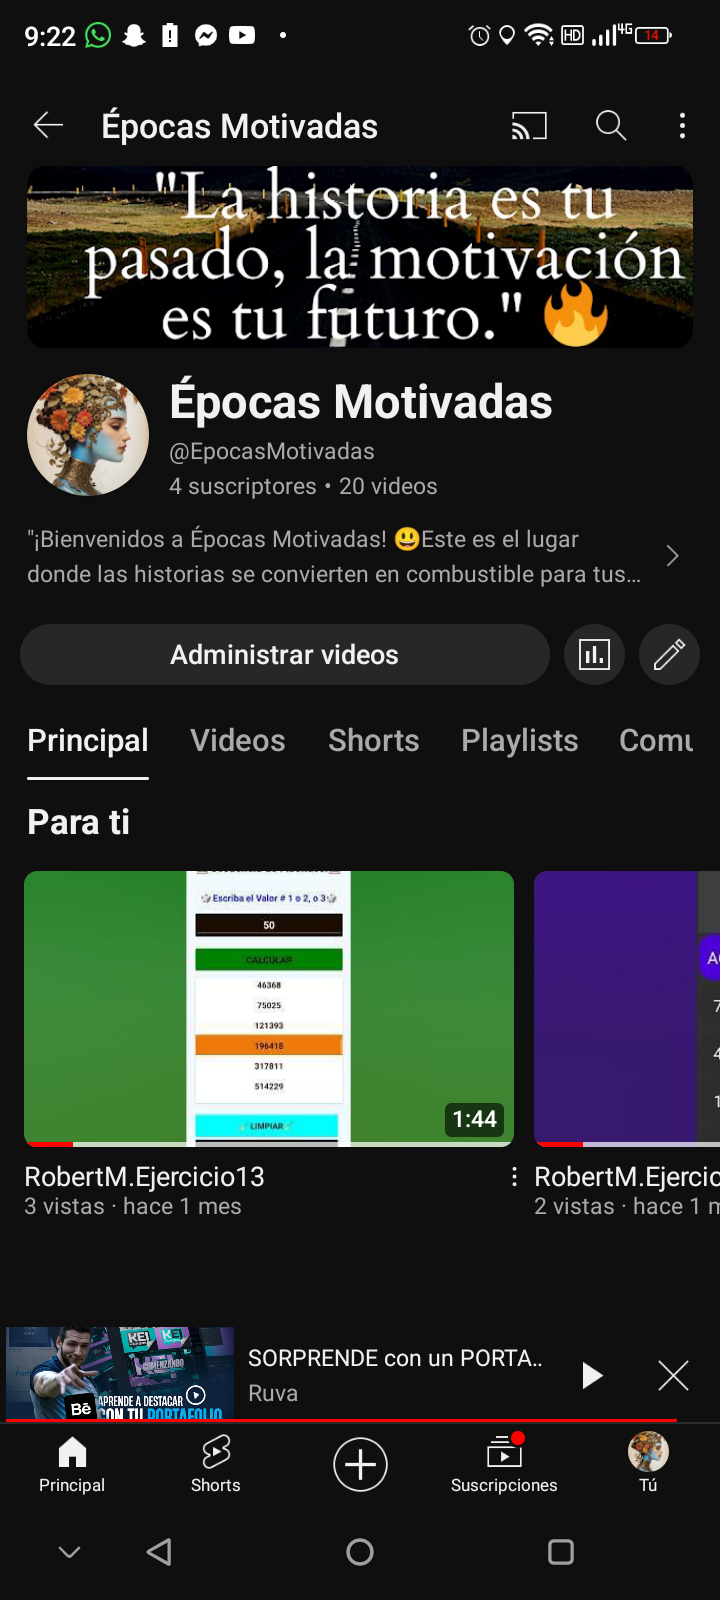 9:22
HD
4G
14
Épocas Motivadas
"La historia es tu
pasado, la motivación
es tu futuro." 🔥
Épocas Motivadas
@EpocasMotivadas
4 suscriptores • 20 videos
"¡Bienvenidos a Épocas Motivadas! 😃Este es el lugar
donde las historias se convierten en combustible para tus...
Administrar videos
Principal Videos Shorts Playlists Comu
Para ti
🎲Escriba el Valor # 1 o 2, o 3🎲
50
CALCULAR
46368
75025
121393
196418
317811
514229
LIMPIAR
1:44
RobertM.Ejercicio13
3 vistas · hace 1 mes
A
7
4
1
RobertM.Ejercic
2 vistas · hace 1 m
KEI
KEI
COMENZANDO
APRENDE A DESTACAR
Bē
CON TU PORTAFOLIO
SORPRENDE con un PORTA..
Ruva
Principal
Shorts
Suscripciones
Tú